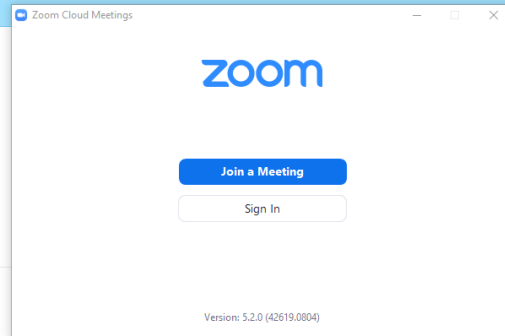 Zoom Cloud Meetings
zoom
Join a Meeting
Sign In
Version: 5.2.0 (42619.0804)